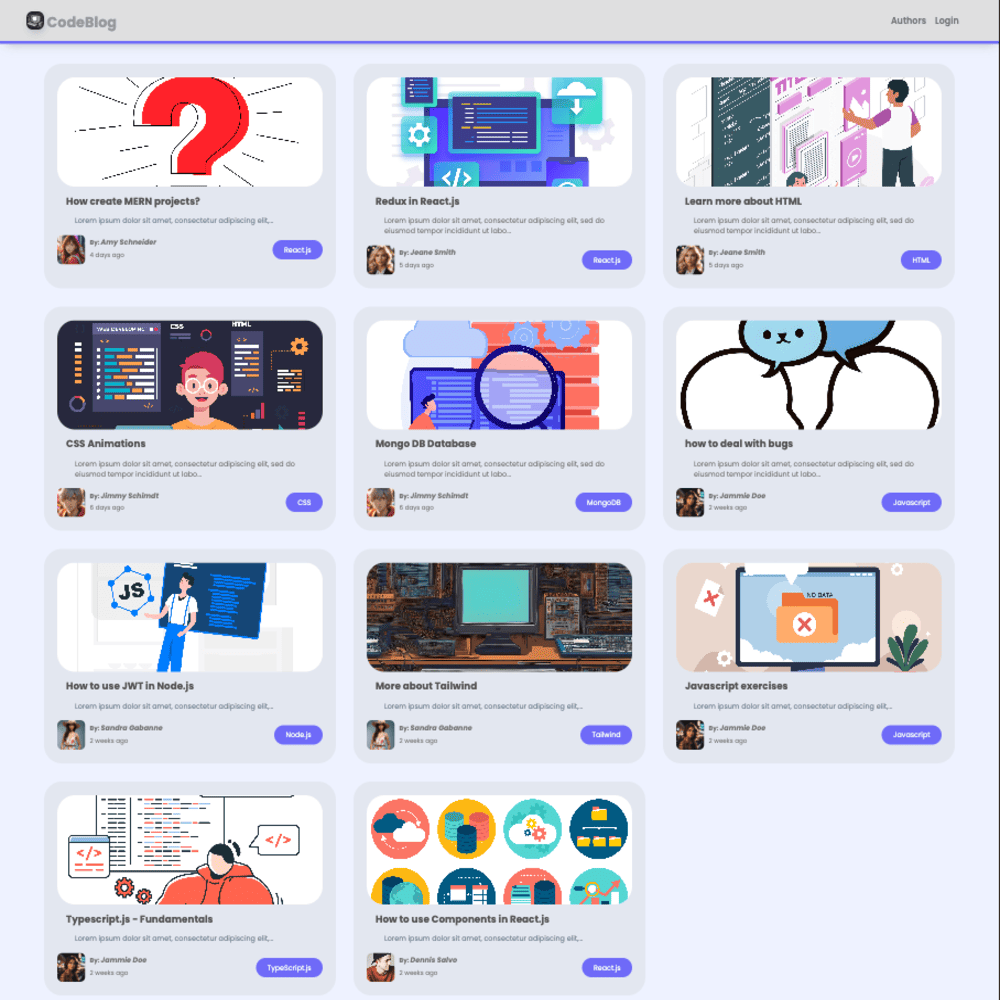 CodeBlog
Authors Login
TITL
How create MERN projects?
Lorem ipsum dolor sit amet, consectetur adipiscing elit,...
By: Amy Schneider
4 days ago
React.js
</>
Redux in React.js
Lorem ipsum dolor sit amet, consectetur adipiscing elit, sed do
eiusmod tempor incididunt ut labo...
By: Jeane Smith
5 days ago
React.js
Learn more about HTML
Lorem ipsum dolor sit amet, consectetur adipiscing elit, sed do
eiusmod tempor incididunt ut labo...
By: Jeane Smith
5 days ago
HTML
WEB DEVELOPING
CSS
HTML
CSS Animations
Lorem ipsum dolor sit amet, consectetur adipiscing elit, sed do
eiusmod tempor incididunt ut labo...
By: Jimmy Schimdt
6 days ago
CSS
Mongo DB Database
Lorem ipsum dolor sit amet, consectetur adipiscing elit, sed do
eiusmod tempor incididunt ut labo...
By: Jimmy Schimdt
6 days ago
MongoDB
how to deal with bugs
Lorem ipsum dolor sit amet, consectetur adipiscing elit, sed do
eiusmod tempor incididunt ut labo...
By: Jammie Doe
2 weeks ago
Javascript
JS
How to use JWT in Node.js
Lorem ipsum dolor sit amet, consectetur adipiscing elit,...
By: Sandra Gabanne
2 weeks ago
Node.js
More about Tailwind
Lorem ipsum dolor sit amet, consectetur adipiscing elit,...
By: Sandra Gabanne
2 weeks ago
Tailwind
NO DATA
Javascript exercises
Lorem ipsum dolor sit amet, consectetur adipiscing elit,...
By: Jammie Doe
2 weeks ago
Javascript
</>
</>
Typescript.js - Fundamentals
Lorem ipsum dolor sit amet, consectetur adipiscing elit,...
By: Jammie Doe
2 weeks ago
TypeScript.js
How to use Components in React.js
Lorem ipsum dolor sit amet, consectetur adipiscing elit,...
By: Dennis Salvo
2 weeks ago
React.js